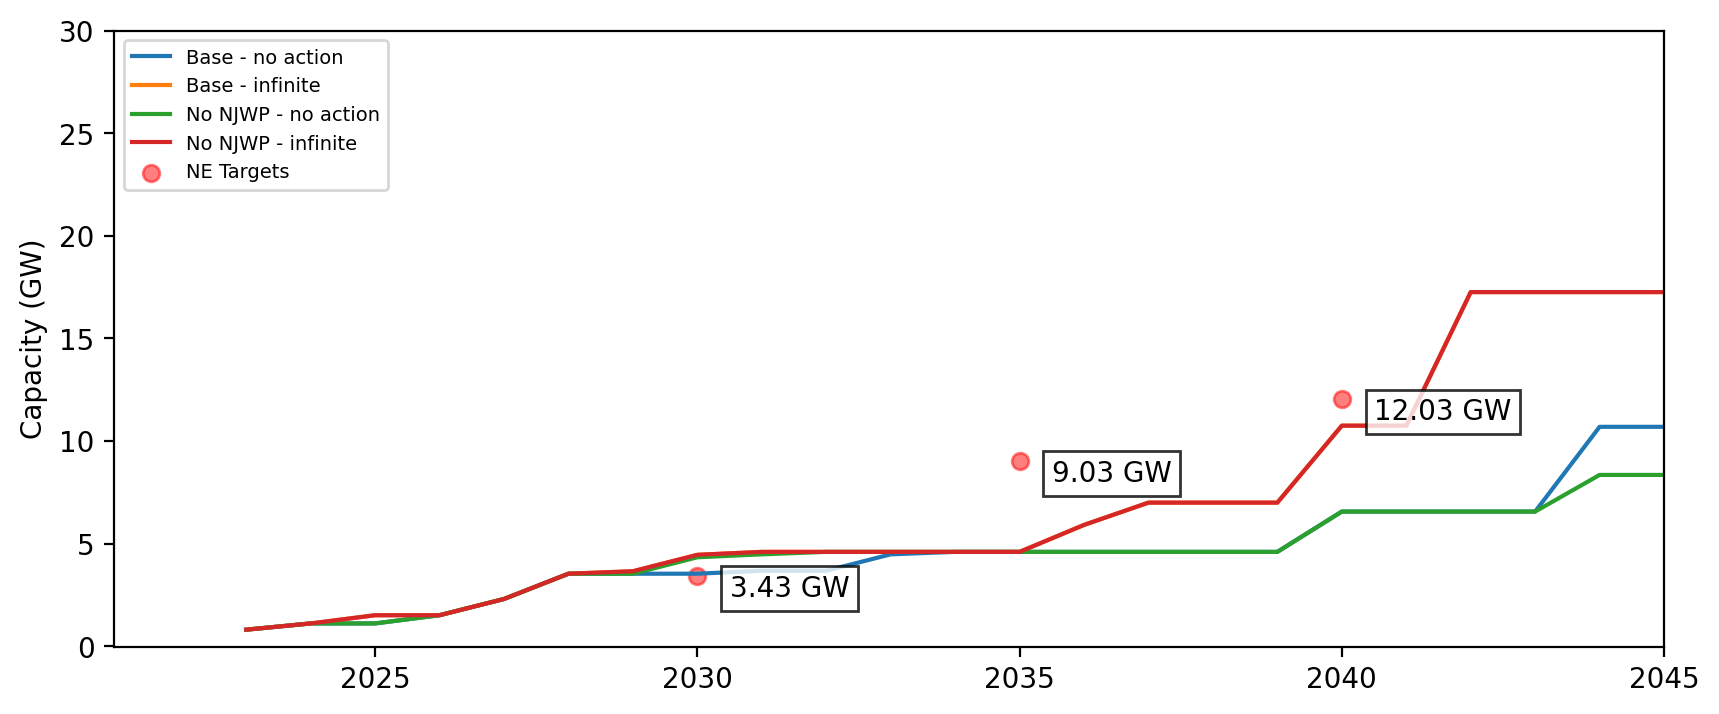 30
25
20
15
10
5
0
Capacity (GW)
Base - no action
Base - infinite
No NJWP - no action
No NJWP - infinite
NE Targets
12.03 GW
9.03 GW
3.43 GW
2025
2030
2035
2040
2045